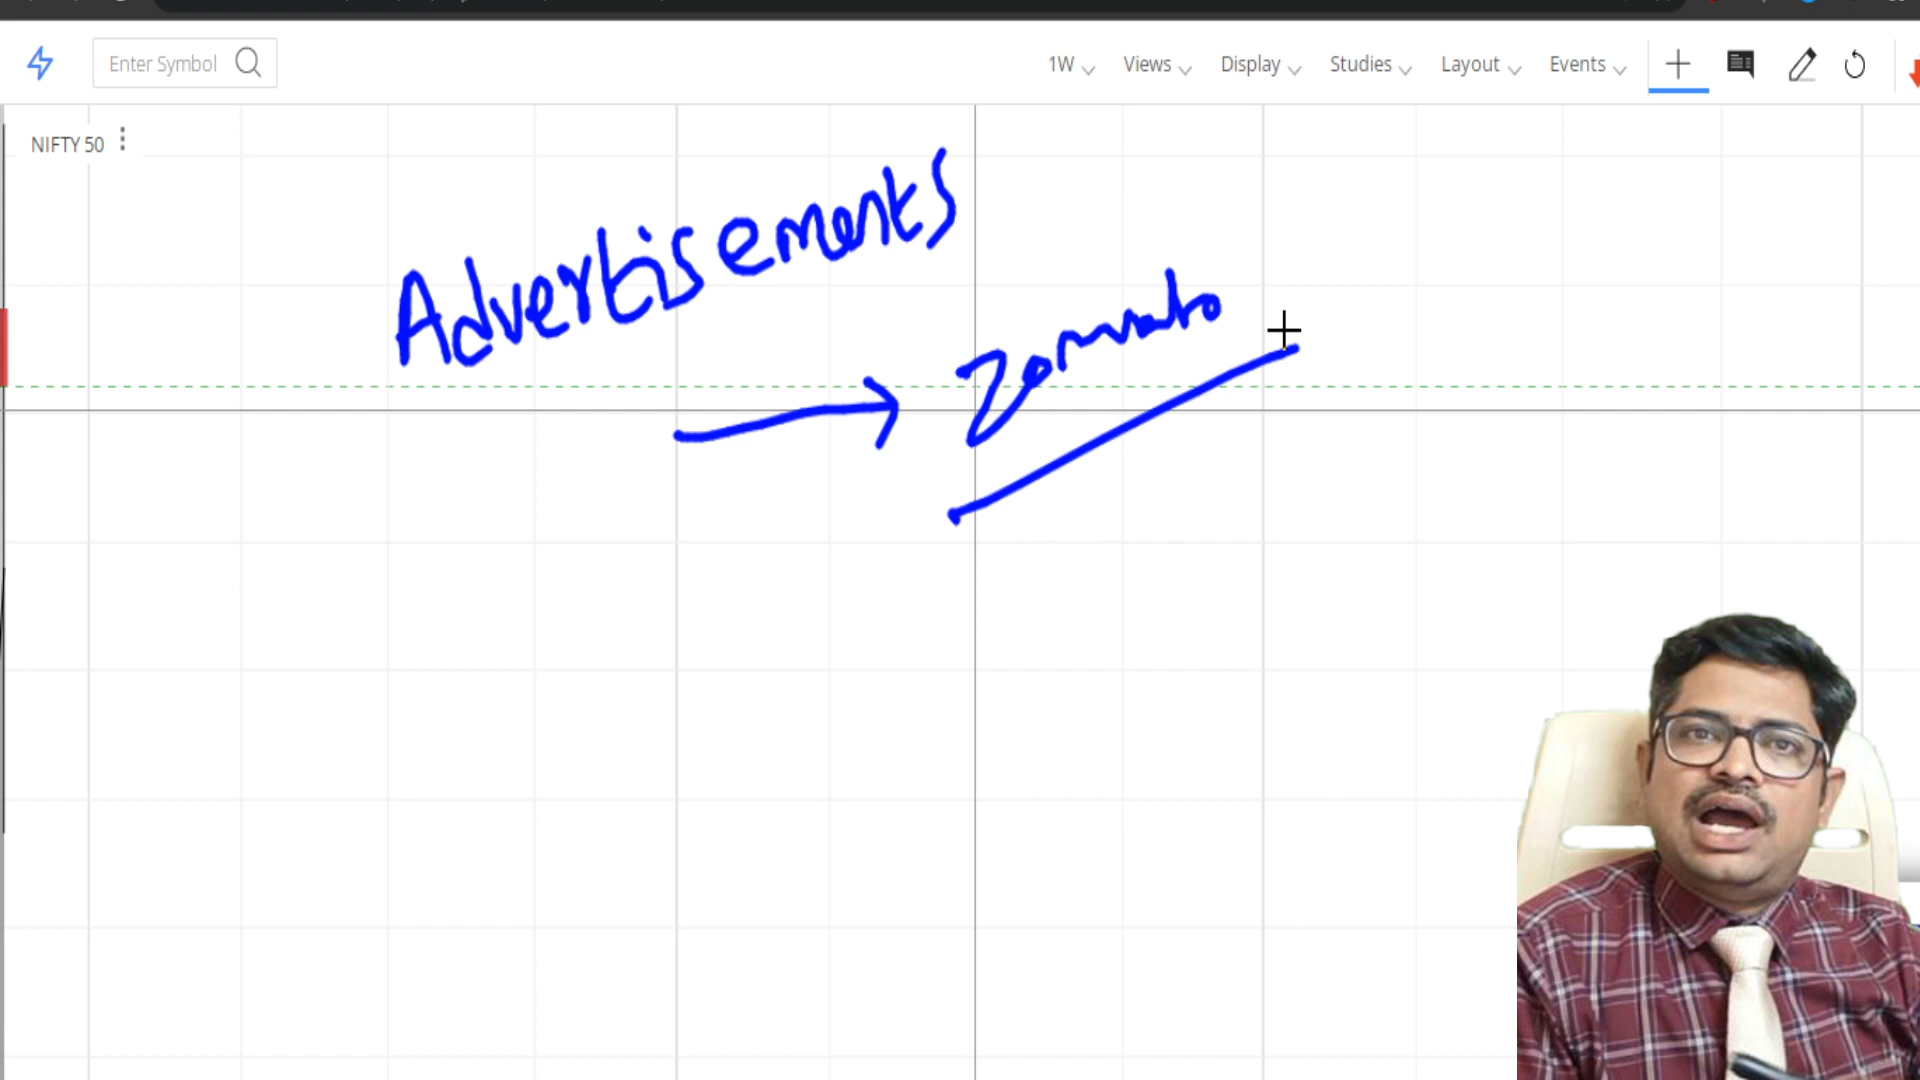 Enter Symbol 1W Views Display Studies Layout Events
NIFTY 50
Advertisements
Zomato